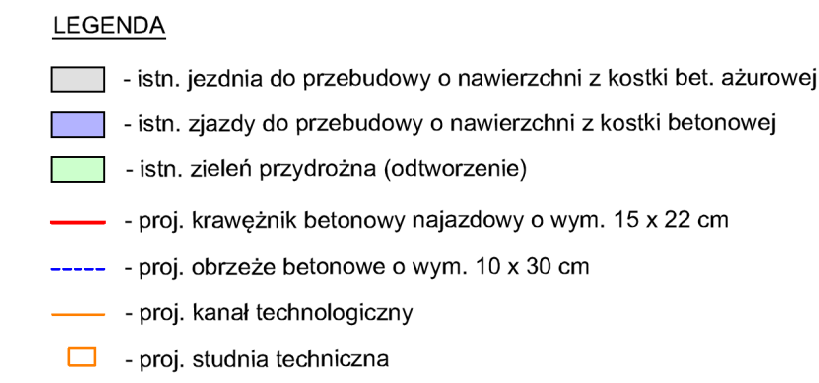 LEGENDA
- istn. jezdnia do przebudowy o nawierzchni z kostki bet. ażurowej
- istn. zjazdy do przebudowy o nawierzchni z kostki betonowej
- istn. zieleń przydrożna (odtworzenie)
- proj. krawężnik betonowy najazdowy o wym. 15 x 22 cm
- proj. obrzeże betonowe o wym. 10 x 30 cm
- proj. kanał technologiczny
- proj. studnia techniczna